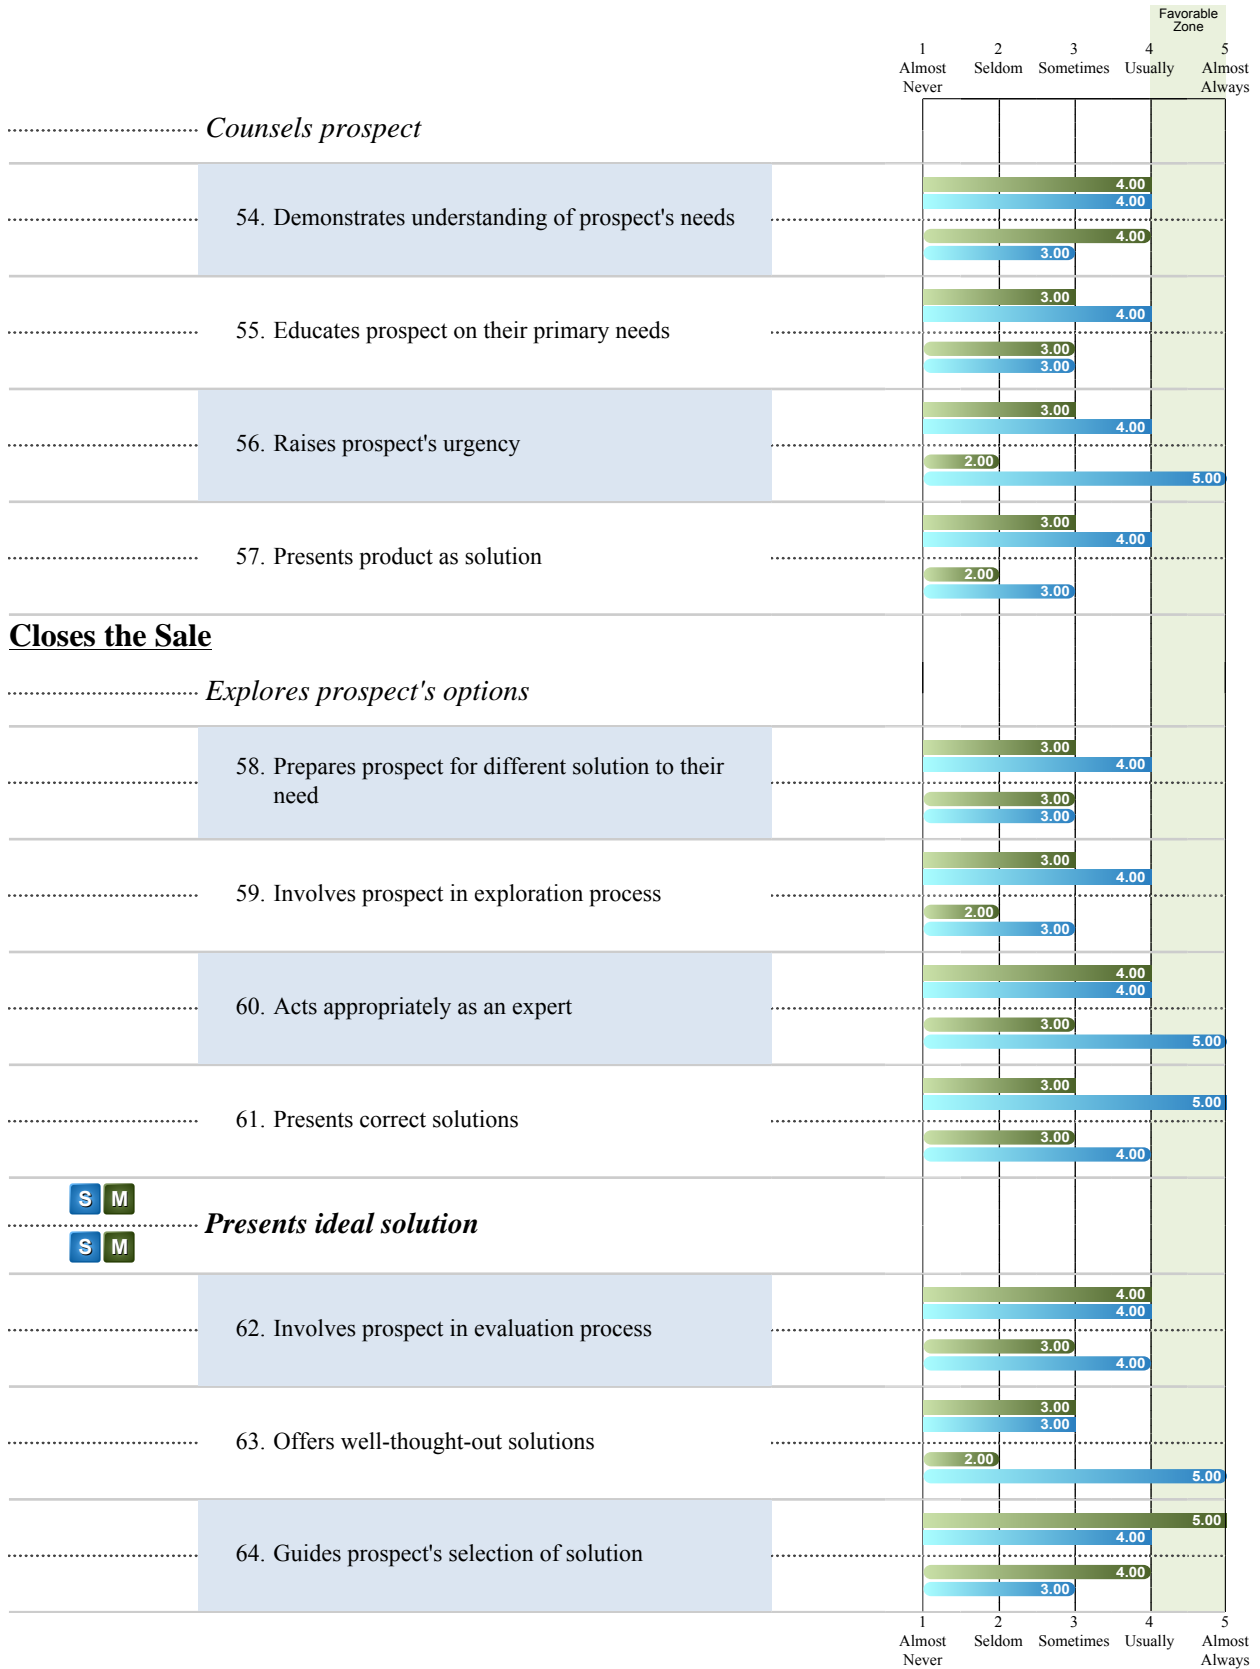 Favorable
Zone
1 2 3 4 5
Almost Seldom Sometimes Usually Almost
Never Always
Counsels prospect
4.00
4.00
54. Demonstrates understanding of prospect's needs
4.00
3.00
3.00
4.00
55. Educates prospect on their primary needs
3.00
3.00
3.00
4.00
56. Raises prospect's urgency
2.00
5.00
3.00
4.00
57. Presents product as solution
2.00
3.00
Closes the Sale
Explores prospect's options
3.00
4.00
58. Prepares prospect for different solution to their
need
3.00
3.00
3.00
4.00
59. Involves prospect in exploration process
2.00
3.00
4.00
4.00
60. Acts appropriately as an expert
3.00
5.00
3.00
5.00
61. Presents correct solutions
3.00
4.00
S M
Presents ideal solution
S M
4.00
4.00
62. Involves prospect in evaluation process
3.00
4.00
3.00
3.00
63. Offers well-thought-out solutions
2.00
5.00
5.00
4.00
64. Guides prospect's selection of solution
4.00
3.00
1 2 3 4 5
Almost Seldom Sometimes Usually Almost
Never Always